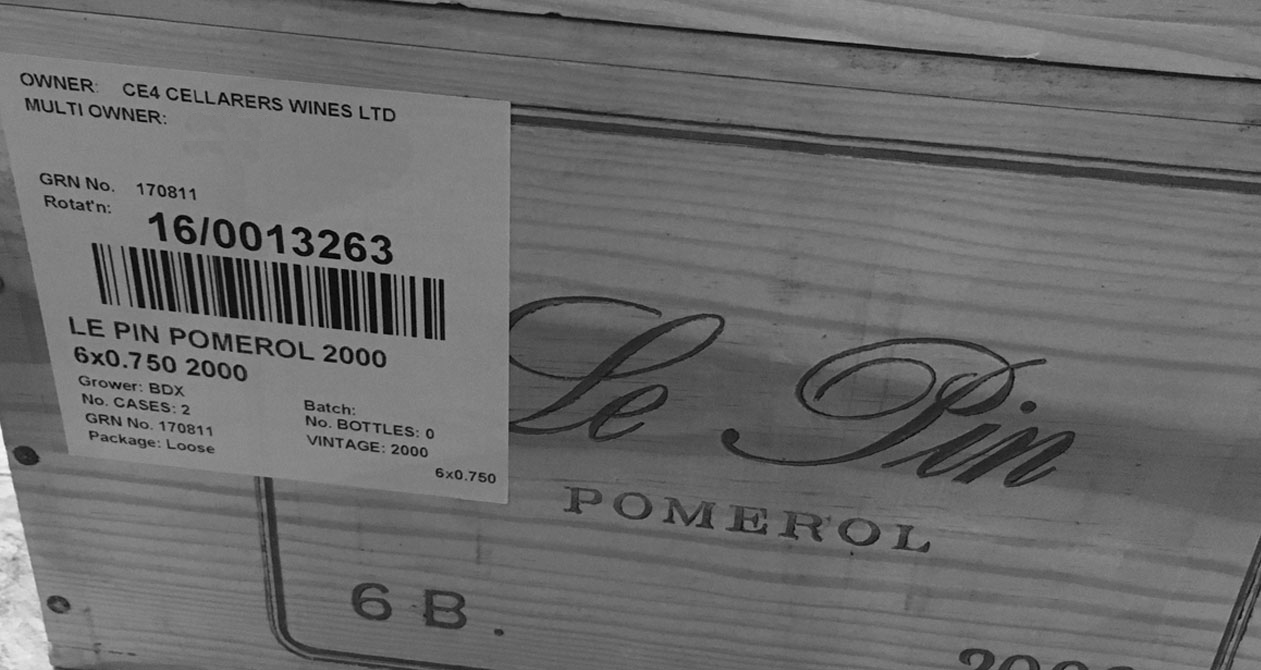 OWNER: CE4 CELLARERS WINES LTD
MULTI OWNER:
GRN No. 170811
Rotat'n:
16/0013263
LE PIN POMEROL 2000
6x0.750 2000
Grower: BDX
No. CASES: 2
GRN No. 170811
Package: Loose
Batch:
No. BOTTLES: 0
VINTAGE: 2000
6x0.750
Le Pin
POMEROL
6 B.